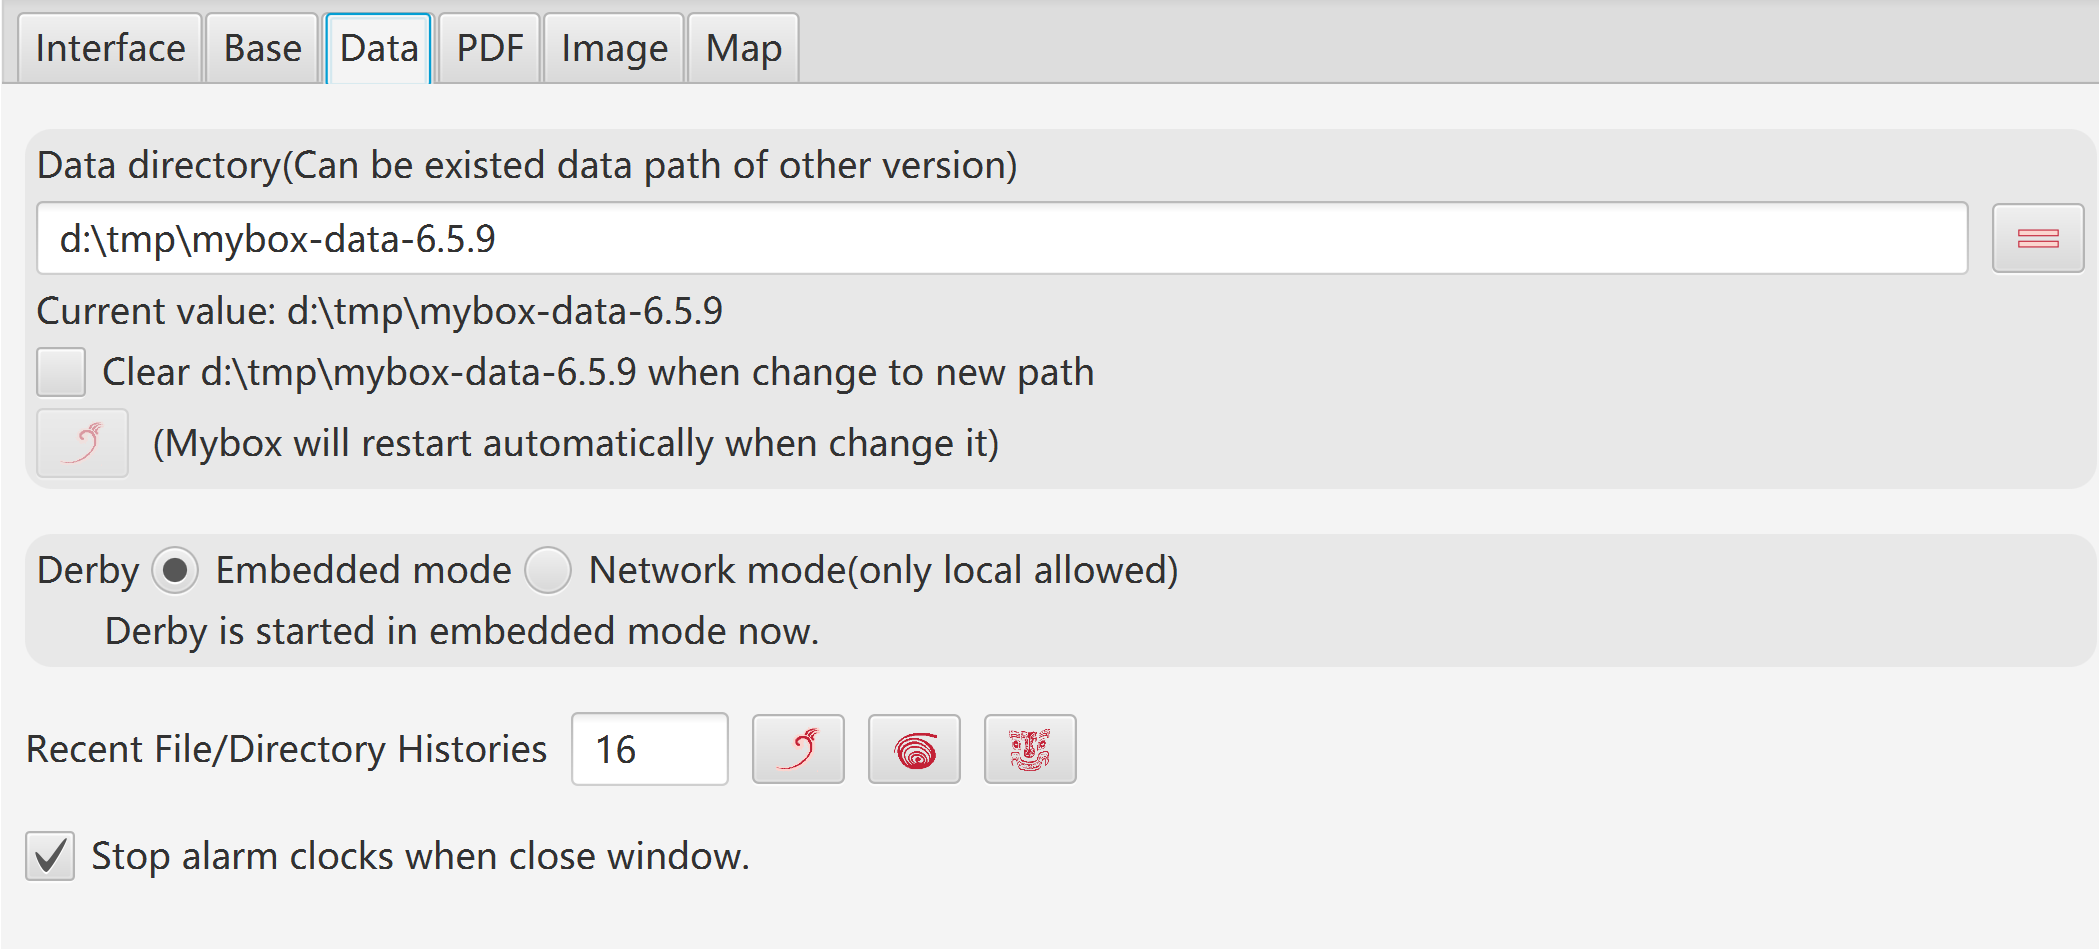 Interface Base Data PDF Image Map
Data directory(Can be existed data path of other version)
d:\tmp\mybox-data-6.5.9
Current value: d:\tmp\mybox-data-6.5.9
Clear d:\tmp\mybox-data-6.5.9 when change to new path
(Mybox will restart automatically when change it)
Derby Embedded mode Network mode(only local allowed)
Derby is started in embedded mode now.
Recent File/Directory Histories 16
Stop alarm clocks when close window.